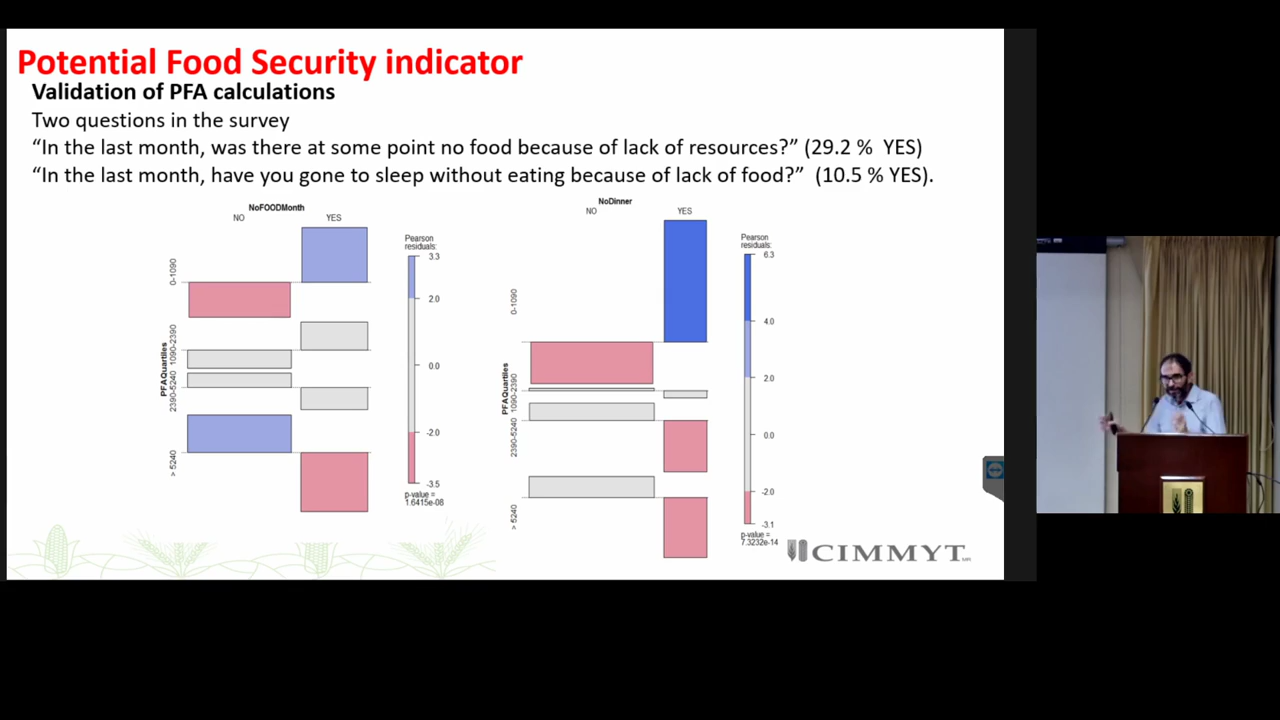 Potential Food Security indicator
Validation of PFA calculations
Two questions in the survey
“In the last month, was there at some point no food because of lack of resources?” (29.2 % YES)
“In the last month, have you gone to sleep without eating because of lack of food?” (10.5 % YES).
NoFOODMonth
NO YES
PFAQuartiles
0-1090
1090-2390
2390-5240
> 5240
Pearson
residuals:
3.3
2.0
0.0
-2.0
-3.5
p-value =
1.6415e-08
NoDinner
NO YES
PFAQuartiles
0-1090
1090-2390
2390-5240
> 5240
Pearson
residuals:
6.3
4.0
2.0
0.0
-2.0
-3.1
p-value =
7.3232e-14
CIMMYT